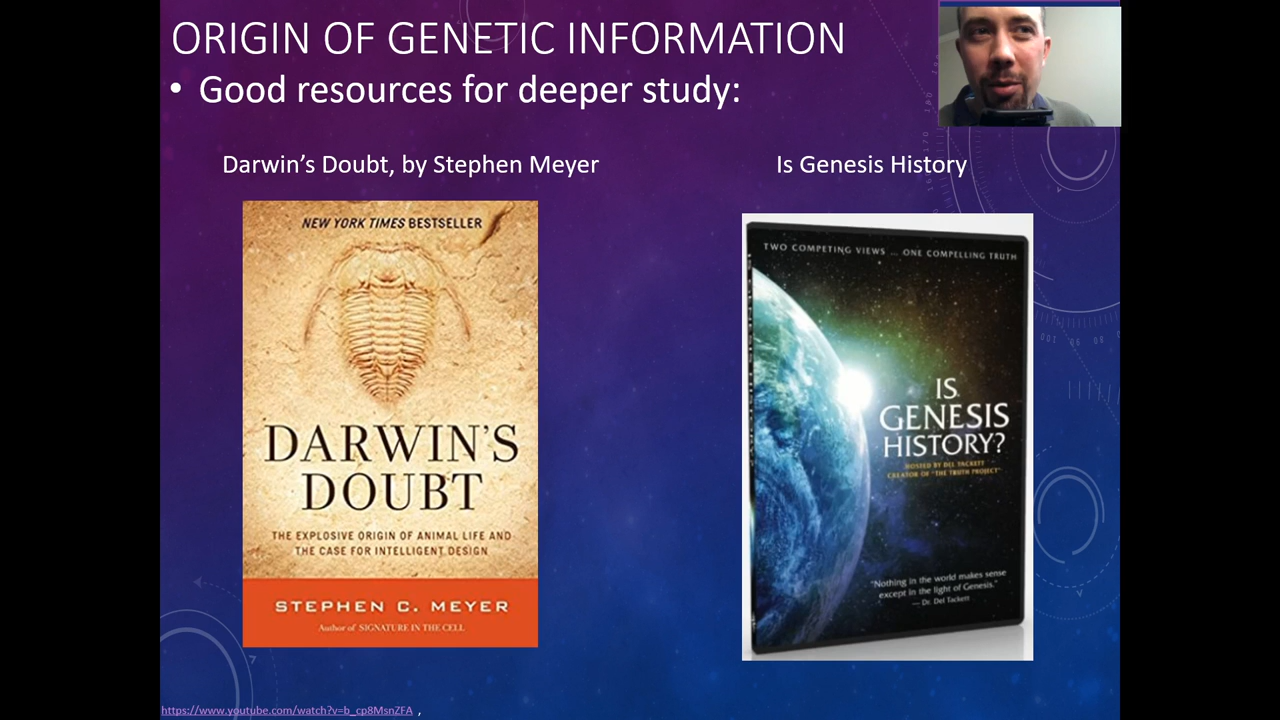 ORIGIN OF GENETIC INFORMATION
• Good resources for deeper study:
Darwin's Doubt, by Stephen Meyer
Is Genesis History
NEW YORK TIMES BESTSELLER
DARWIN'S
DOUBT
THE EXPLOSIVE ORIGIN OF ANIMAL LIFE AND
THE CASE FOR INTELLIGENT DESIGN
STEPHEN C. MEYER
Author of SIGNATURE IN THE CELL
TWO COMPETING VIEWS ... ONE COMPELLING TRUTH
IS
GENESIS
HISTORY?
HOSTED BY DEL TACKETT
CREATOR OF "THE TRUTH PROJECT"
"Nothing in the world makes sense
except in the light of Genesis."
— Dr. Del Tackett
100 90 80
https://www.youtube.com/watch?v=b_cp8MsnZFA ,